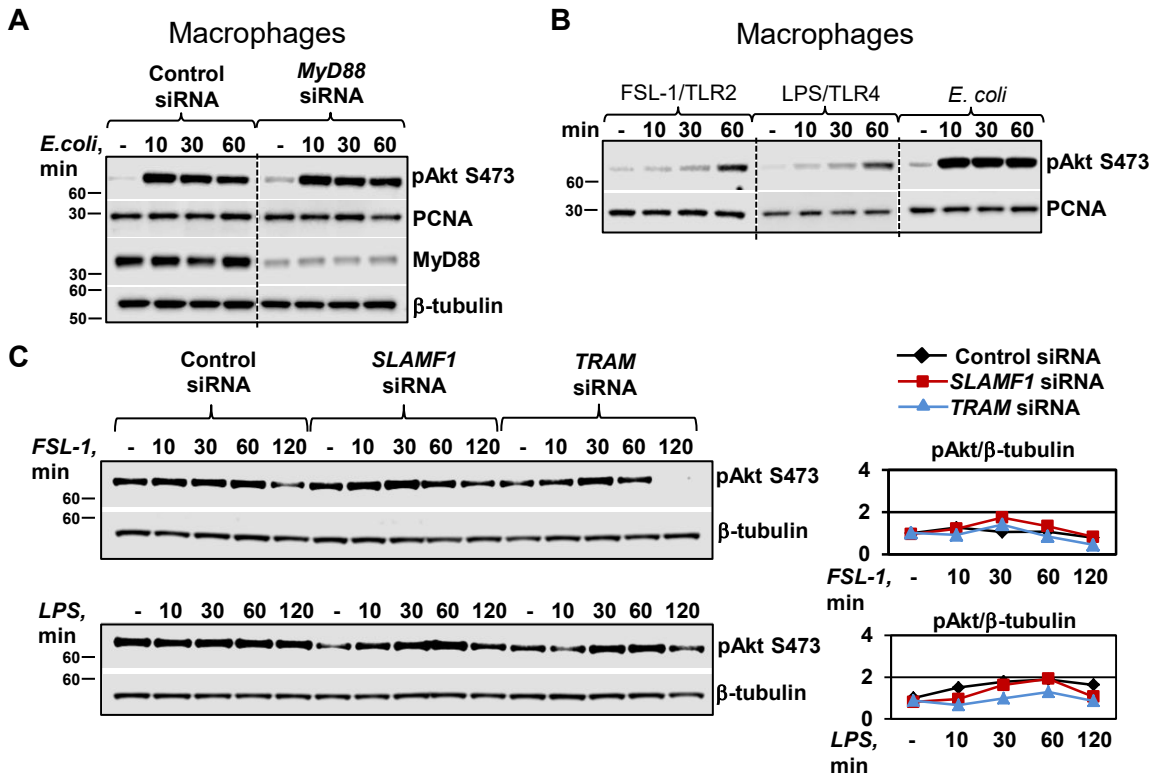 A
Macrophages
Control siRNA
MyD88 siRNA
E.coli, min
- 10 30 60 - 10 30 60
60
pAkt S473
30
PCNA
MyD88
30
60
β-tubulin
50
B
Macrophages
FSL-1/TLR2 LPS/TLR4 E. coli
min - 10 30 60 - 10 30 60 - 10 30 60
pAkt S473
60
30
PCNA
C
Control siRNA
SLAMF1 siRNA
TRAM siRNA
FSL-1, min
- 10 30 60 120 - 10 30 60 120 - 10 30 60 120
pAkt S473
60
60
β-tubulin
LPS, min
- 10 30 60 120 - 10 30 60 120 - 10 30 60 120
pAkt S473
60
60
β-tubulin
Control siRNA
SLAMF1 siRNA
TRAM siRNA
pAkt/β-tubulin
4
2
0
FSL-1, min
- 10 30 60 120
pAkt/β-tubulin
4
2
0
LPS, min
- 10 30 60 120